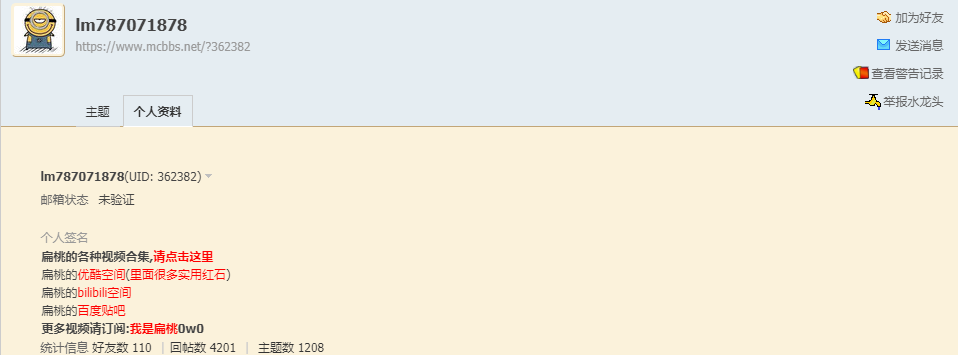 lm787071878
https://www.mcbbs.net/?362382
加为好友
发送消息
查看警告记录
举报水龙头
主题 个人资料
lm787071878(UID: 362382)
邮箱状态 未验证
个人签名
扁桃的各种视频合集,请点击这里
扁桃的优酷空间(里面很多实用红石)
扁桃的bilibili空间
扁桃的百度贴吧
更多视频请订阅:我是扁桃0w0
统计信息 好友数 110 | 回帖数 4201 | 主题数 1208